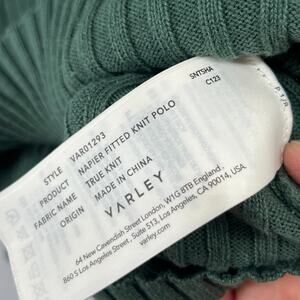 SNTSHA
C123
STYLE VAR01293
PRODUCT NAPIER FITTED KNIT POLO
FABRIC NAME TRUE KNIT
ORIGIN MADE IN CHINA
VARLEY
64 New Cavendish Street London, W1G 8TB England.
860 S Los Angeles Street, Suite 513, Los Angeles, CA 90014, USA.
varley.com